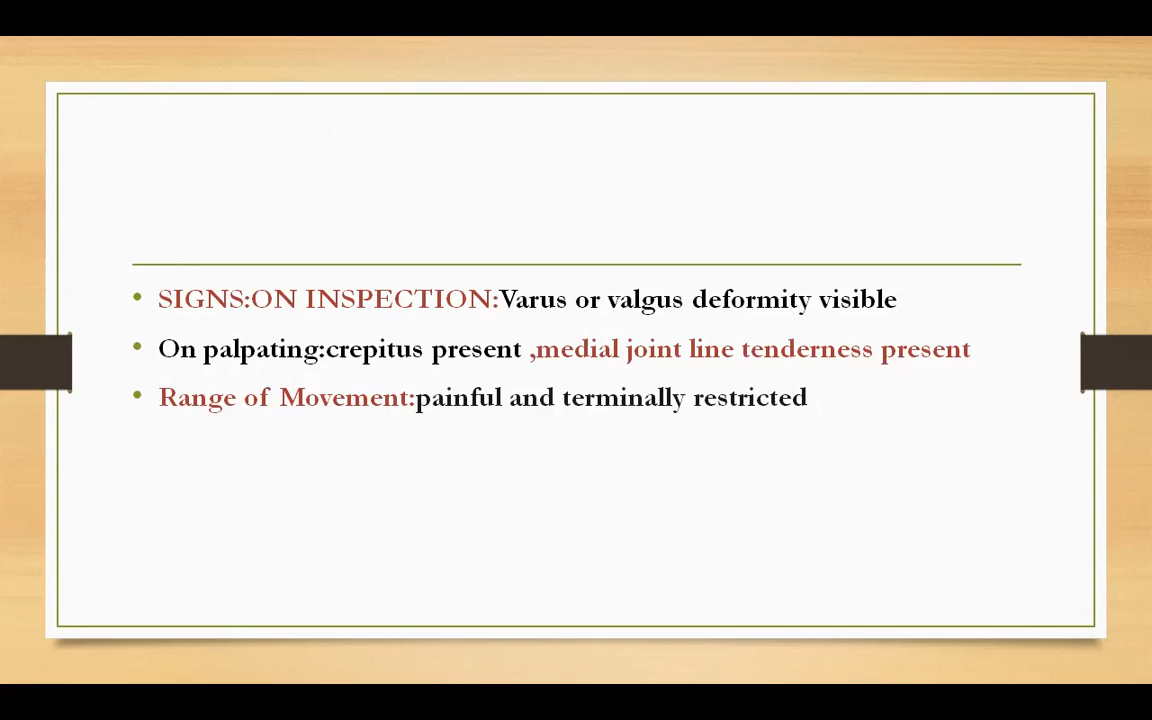 • SIGNS:ON INSPECTION:Varus or valgus deformity visible
• On palpating:crepitus present ,medial joint line tenderness present
• Range of Movement:painful and terminally restricted